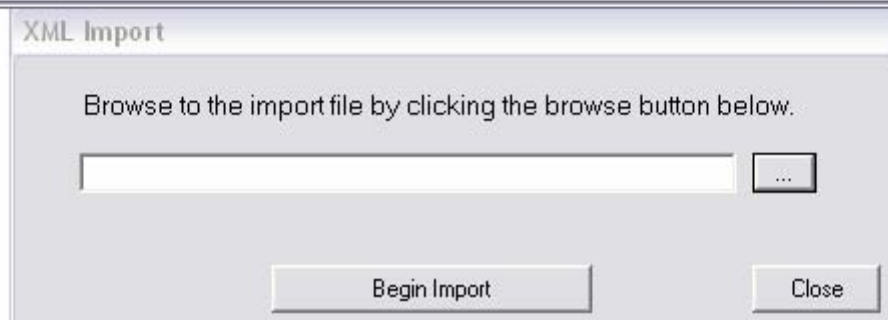 XML Import
Browse to the import file by clicking the browse button below.
...
Begin Import
Close